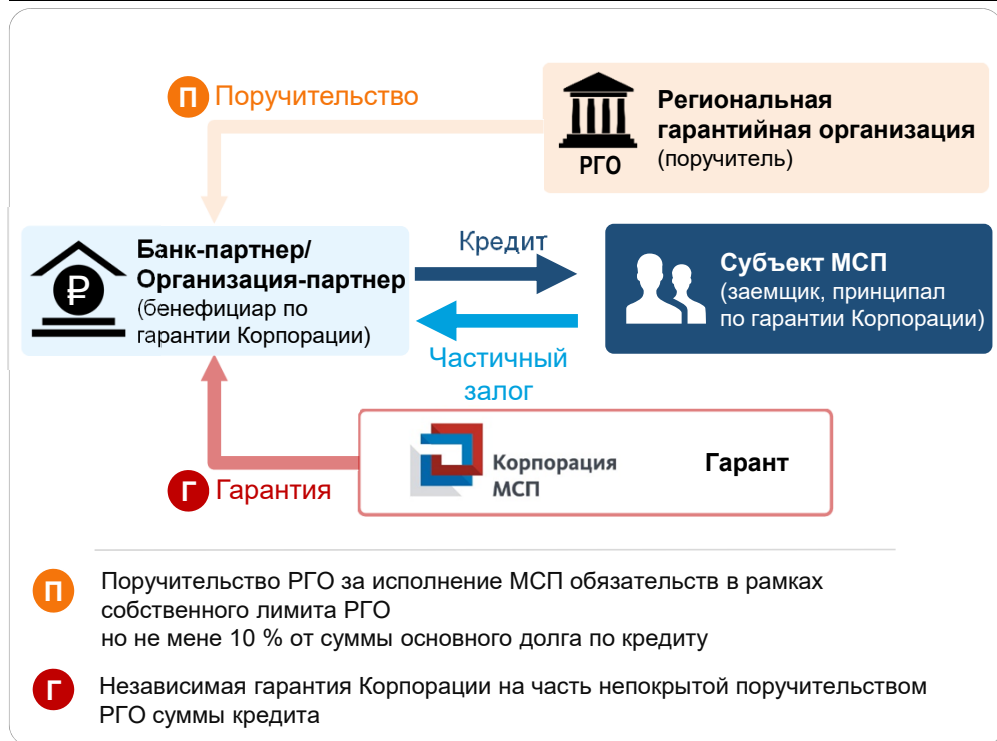 П Поручительство
Региональная
гарантийная организация
(поручитель)
РГО
Банк-партнер/
Организация-партнер
(бенефициар по
гарантии Корпорации)
₽
Кредит
Субъект МСП
(заемщик, принципал
по гарантии Корпорации)
Частичный
залог
Корпорация
МСП
Гарант
Г Гарантия
П Поручительство РГО за исполнение МСП обязательств в рамках
собственного лимита РГО
но не мене 10 % от суммы основного долга по кредиту
Г Независимая гарантия Корпорации на часть непокрытой поручительством
РГО суммы кредита